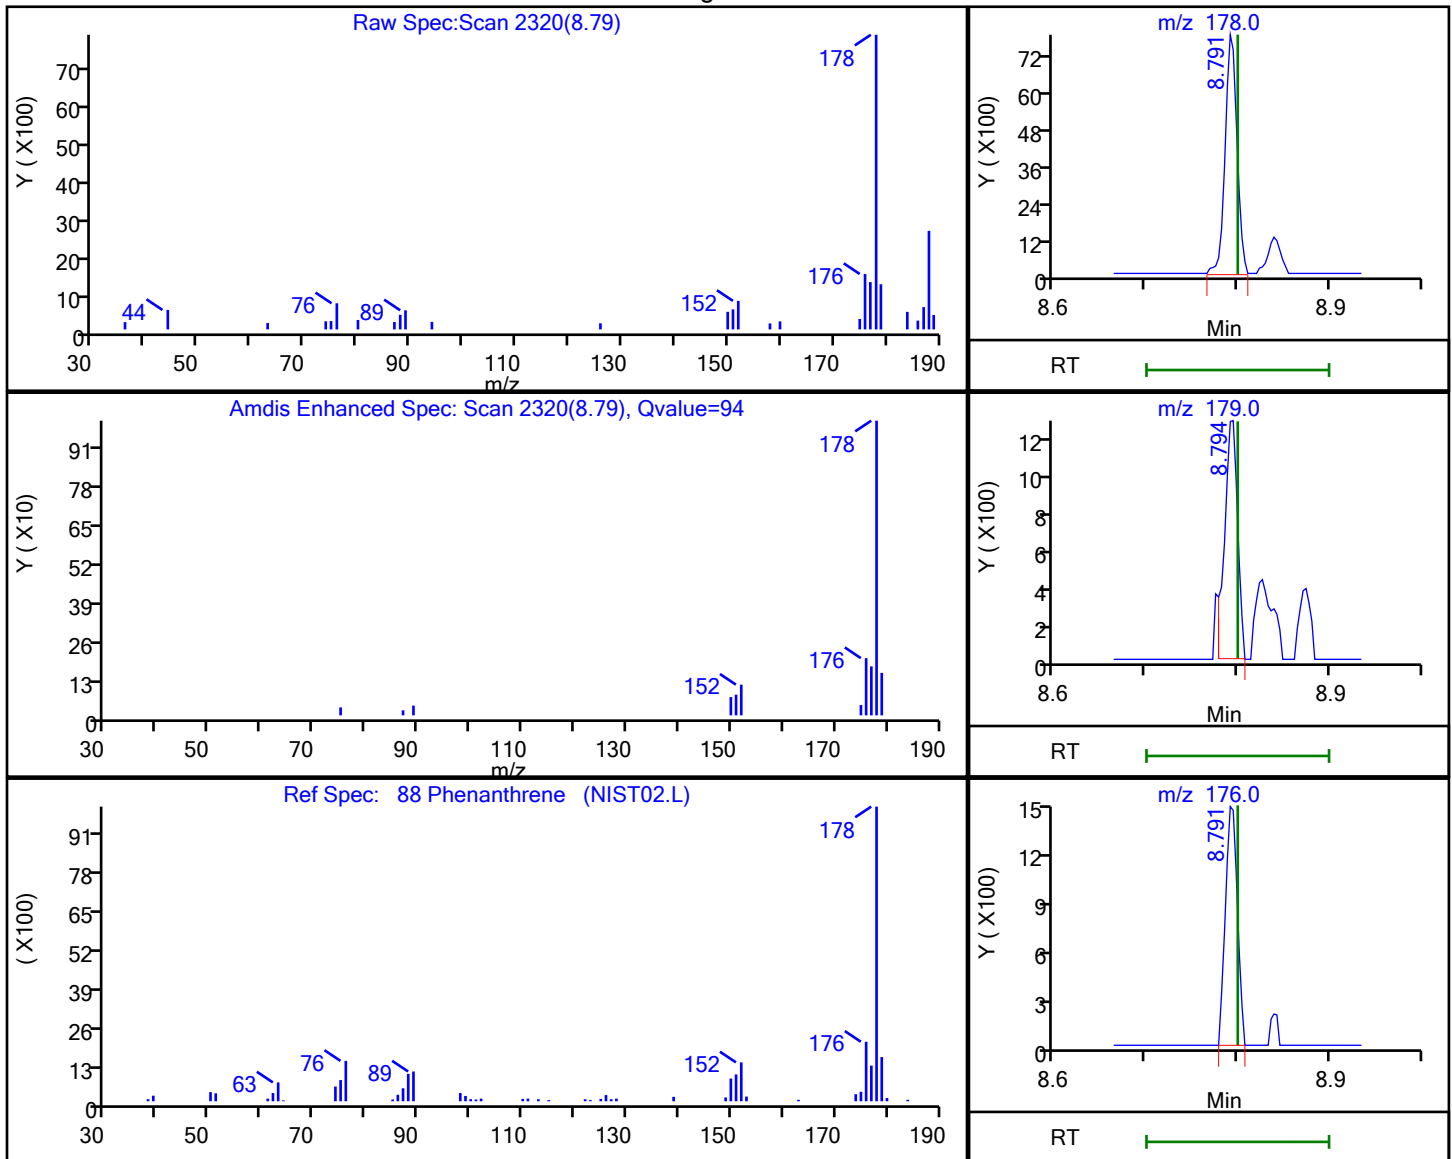 Raw Spec:Scan 2320(8.79)
178
70
60
50
40
30
20
10
0
Y ( X100)
44
76
89
152
176
30 50 70 90 110 130 150 170 190
m/z
m/z 178.0
8.791
72
60
48
36
24
12
0
Y ( X100)
8.6 8.9
Min
RT
Amdis Enhanced Spec: Scan 2320(8.79), Qvalue=94
178
91
78
65
52
39
26
13
0
Y ( X10)
152
176
30 50 70 90 110 130 150 170 190
m/z
m/z 179.0
8.794
12
10
8
6
4
2
0
Y ( X100)
8.6 8.9
Min
RT
Ref Spec: 88 Phenanthrene (NIST02.L)
178
91
78
65
52
39
26
13
0
( X100)
63
76
89
152
176
30 50 70 90 110 130 150 170 190
m/z 176.0
8.791
15
12
9
6
3
0
Y ( X100)
8.6 8.9
Min
RT